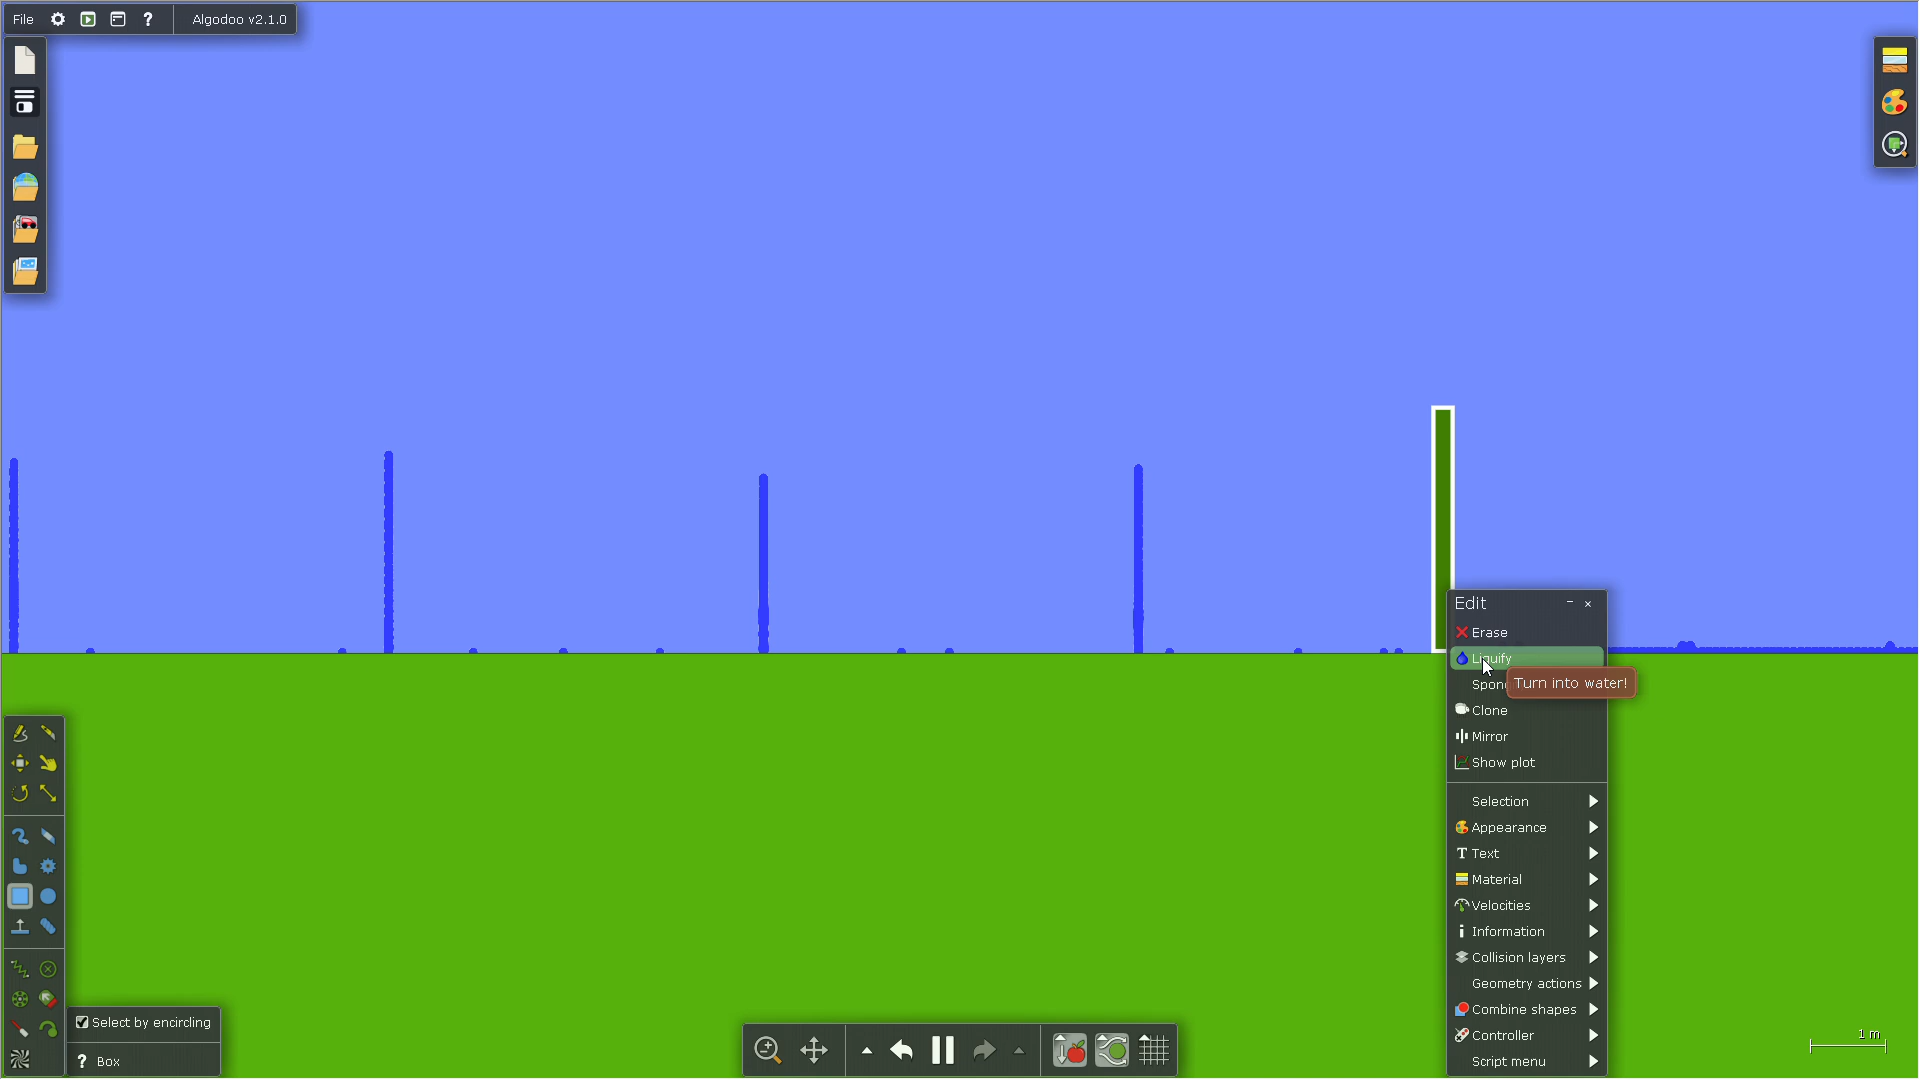 File ? Algodoo v2.1.0
Edit
Erase
Liquify
Turn into water!
Clone
Mirror
Show plot
Selection
Appearance
T Text
Material
Velocities
i Information
Collision layers
Geometry actions
Combine shapes
Controller
Script menu
Select by encircling
? Box
1 m